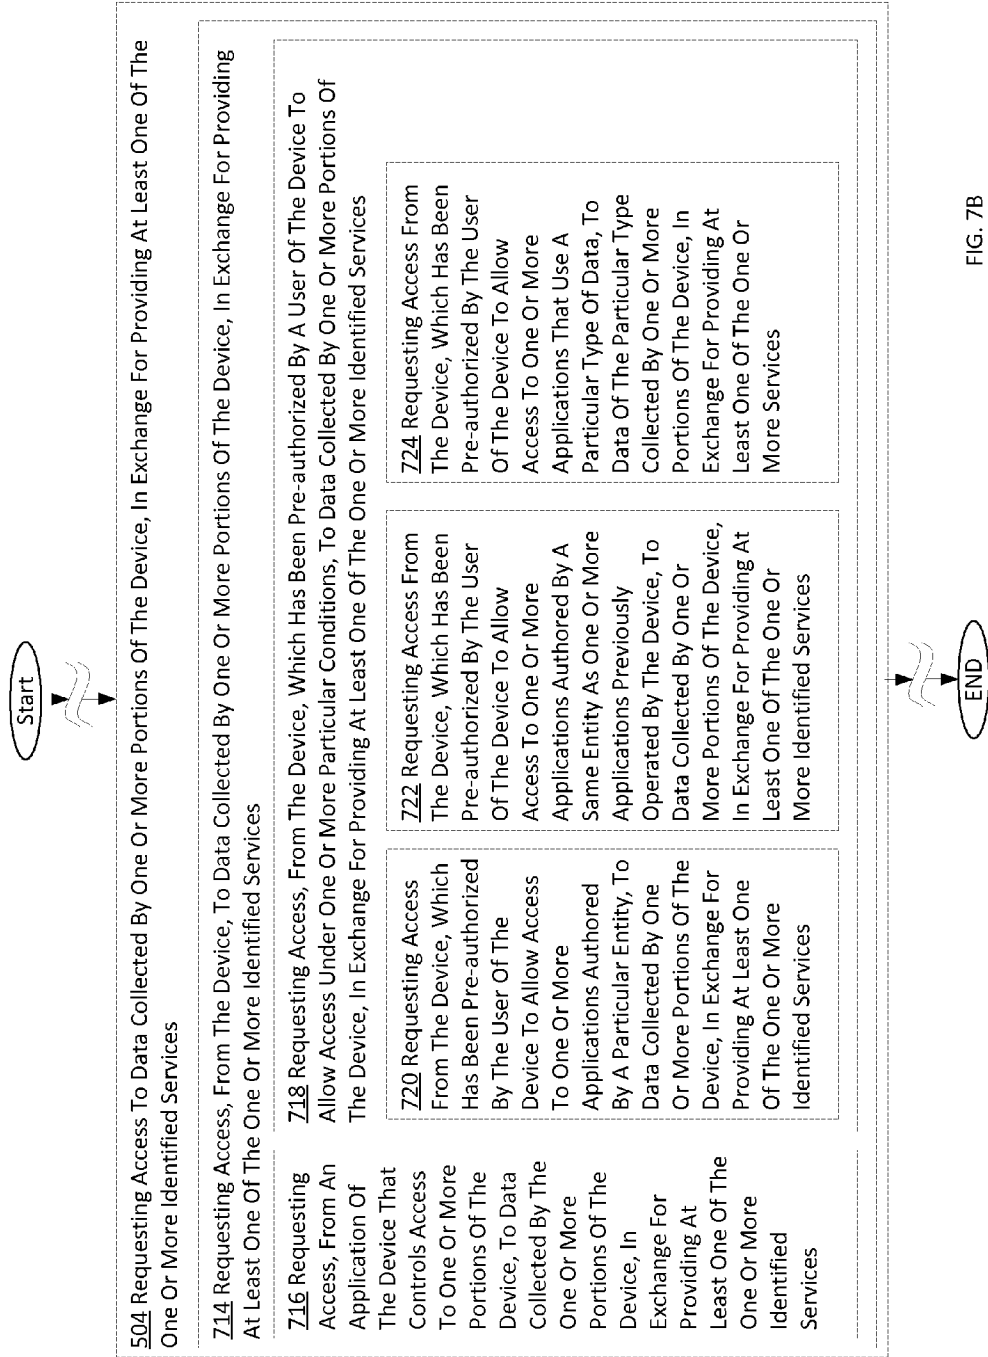 Start
504 Requesting Access To Data Collected By One Or More Portions Of The Device, In Exchange For Providing At Least One Of The
One Or More Identified Services
714 Requesting Access, From The Device, To Data Collected By One Or More Portions Of The Device, In Exchange For Providing
At Least One Of The One Or More Identified Services
716 Requesting
Access, From An
Application Of
The Device That
Controls Access
To One Or More
Portions Of The
Device, To Data
Collected By The
One Or More
Portions Of The
Device, In
Exchange For
Providing At
Least One Of The
One Or More
Identified
Services
718 Requesting Access, From The Device, Which Has Been Pre-authorized By A User Of The Device To
Allow Access Under One Or More Particular Conditions, To Data Collected By One Or More Portions Of
The Device, In Exchange For Providing At Least One Of The One Or More Identified Services
720 Requesting Access
From The Device, Which
Has Been Pre-authorized
By The User Of The
Device To Allow Access
To One Or More
Applications Authored
By A Particular Entity, To
Data Collected By One
Or More Portions Of The
Device, In Exchange For
Providing At Least One
Of The One Or More
Identified Services
722 Requesting Access From
The Device, Which Has Been
Pre-authorized By The User
Of The Device To Allow
Access To One Or More
Applications Authored By A
Same Entity As One Or More
Applications Previously
Operated By The Device, To
Data Collected By One Or
More Portions Of The Device,
In Exchange For Providing At
Least One Of The One Or
More Identified Services
724 Requesting Access From
The Device, Which Has Been
Pre-authorized By The User
Of The Device To Allow
Access To One Or More
Applications That Use A
Particular Type Of Data, To
Data Of The Particular Type
Collected By One Or More
Portions Of The Device, In
Exchange For Providing At
Least One Of The One Or
More Services
END
FIG. 7B